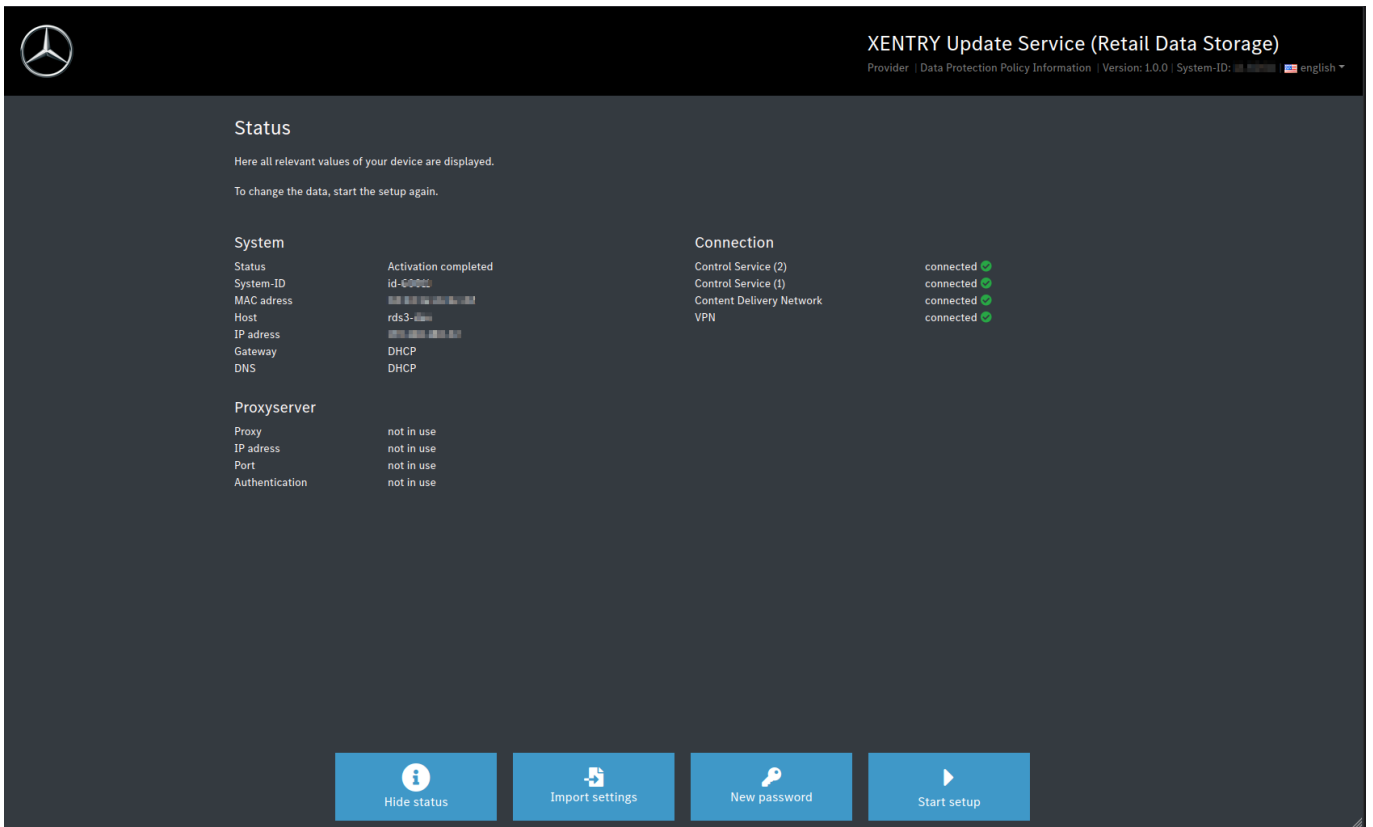 XENTRY Update Service (Retail Data Storage)
Provider | Data Protection Policy Information | Version: 1.0.0 | System-ID: | english
Status
Here all relevant values of your device are displayed.
To change the data, start the setup again.
System
Status Activation completed
System-ID id-
MAC adress
Host rds3-
IP adress
Gateway DHCP
DNS DHCP
Connection
Control Service (2) connected
Control Service (1) connected
Content Delivery Network connected
VPN connected
Proxyserver
Proxy not in use
IP adress not in use
Port not in use
Authentication not in use
Hide status
Import settings
New password
Start setup